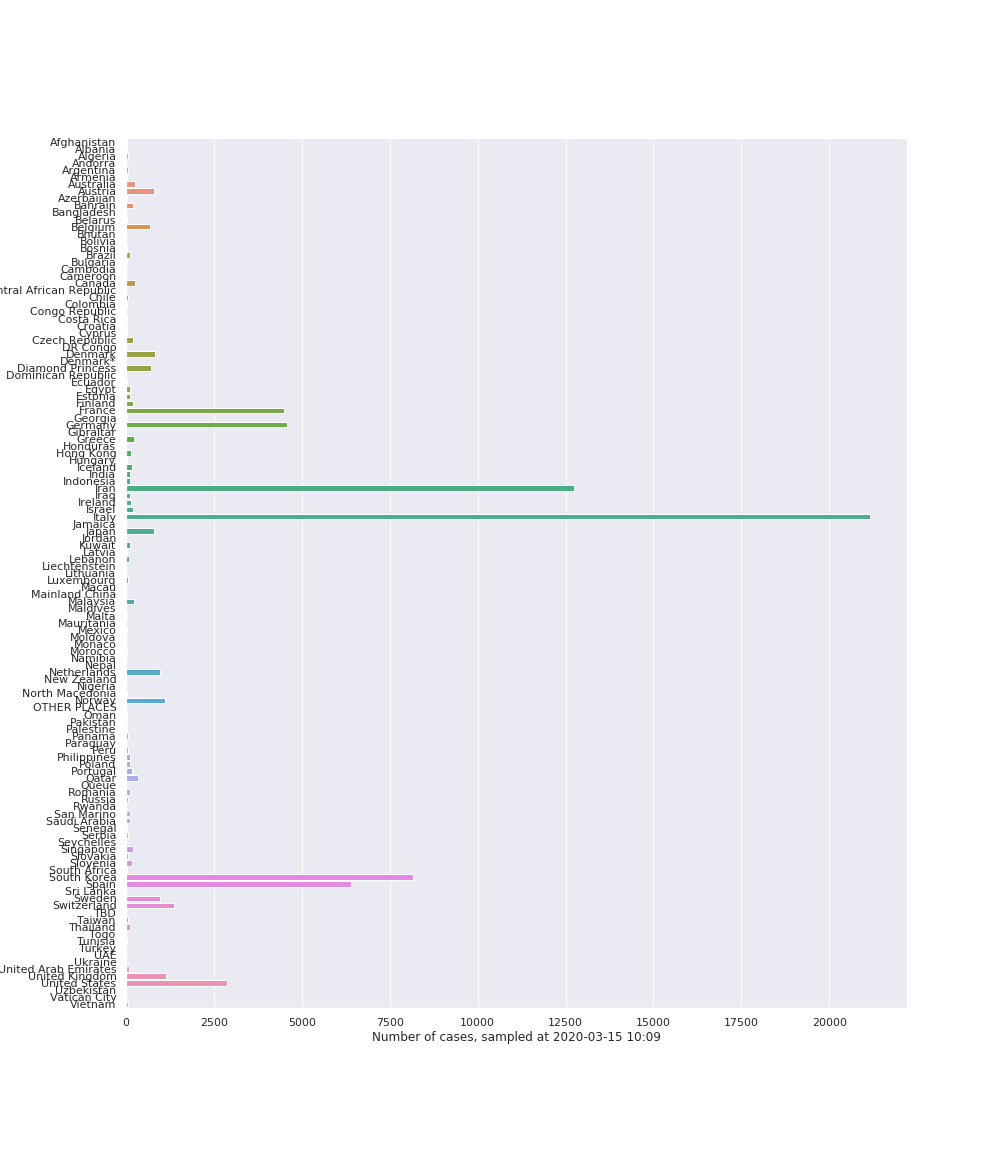 Afghanistan
Albania
Algeria
Andorra
Argentina
Armenia
Australia
Austria
Azerbaijan
Bahrain
Bangladesh
Belarus
Belgium
Bhutan
Bolivia
Bosnia
Brazil
Bulgaria
Cambodia
Cameroon
Canada
ntral African Republic
Chile
Colombia
Congo Republic
Costa Rica
Croatia
Cyprus
Czech Republic
DR Congo
Denmark
Denmark*
Diamond Princess
Dominican Republic
Ecuador
Egypt
Estonia
Finland
France
Georgia
Germany
Gibraltar
Greece
Honduras
Hong Kong
Hungary
Iceland
India
Indonesia
Iran
Iraq
Ireland
Israel
Italy
Jamaica
Japan
Jordan
Kuwait
Latvia
Lebanon
Liechtenstein
Lithuania
Luxembourg
Macau
Mainland China
Malaysia
Maldives
Malta
Mauritania
Mexico
Moldova
Monaco
Morocco
Namibia
Nepal
Netherlands
New Zealand
Nigeria
North Macedonia
Norway
OTHER PLACES
Oman
Pakistan
Palestine
Panama
Paraguay
Peru
Philippines
Poland
Portugal
Qatar
Queue
Romania
Russia
Rwanda
San Marino
Saudi Arabia
Senegal
Serbia
Seychelles
Singapore
Slovakia
Slovenia
South Africa
South Korea
Spain
Sri Lanka
Sweden
Switzerland
TBD
Taiwan
Thailand
Togo
Tunisia
Turkey
UAE
Ukraine
United Arab Emirates
United Kingdom
United States
Uzbekistan
Vatican City
Vietnam
0 2500 5000 7500 10000 12500 15000 17500 20000
Number of cases, sampled at 2020-03-15 10:09